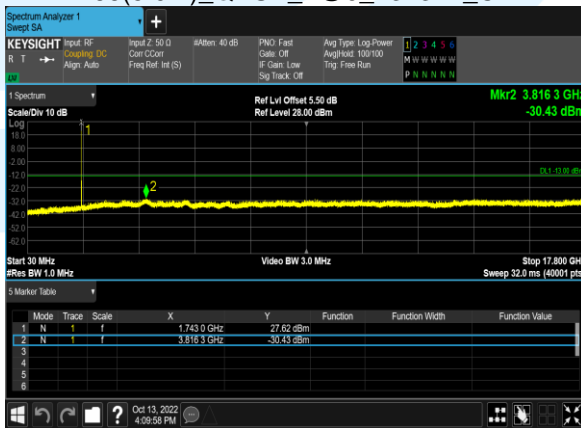 Spectrum Analyzer 1
Swept SA
+
KEYSIGHT
R T
LXI
Input: RF
Coupling: DC
Align: Auto
Input Z: 50 Ω
Corr CCorr
Freq Ref: Int (S)
#Atten: 40 dB
PNO: Fast
Gate: Off
IF Gain: Low
Sig Track: Off
Avg Type: Log-Power
Avg|Hold: 100/100
Trig: Free Run
1 2 3 4 5 6
M W W W W W
P N N N N N
1 Spectrum
Scale/Div 10 dB
Ref Lvl Offset 5.50 dB
Ref Level 28.00 dBm
Mkr2 3.816 3 GHz
-30.43 dBm
Log
18.0
8.00
-2.00
-12.0
-22.0
-32.0
-42.0
-52.0
-62.0
1
2
DL1 -13.00 dBm
Start 30 MHz
#Res BW 1.0 MHz
Video BW 3.0 MHz
Stop 17.800 GHz
Sweep 32.0 ms (40001 pts)
5 Marker Table
Mode Trace Scale X Y Function Function Width Function Value
1 N 1 f 1.743 0 GHz 27.62 dBm
2 N 1 f 3.816 3 GHz -30.43 dBm
3
4
5
6
?
Oct 13, 2022
4:09:58 PM